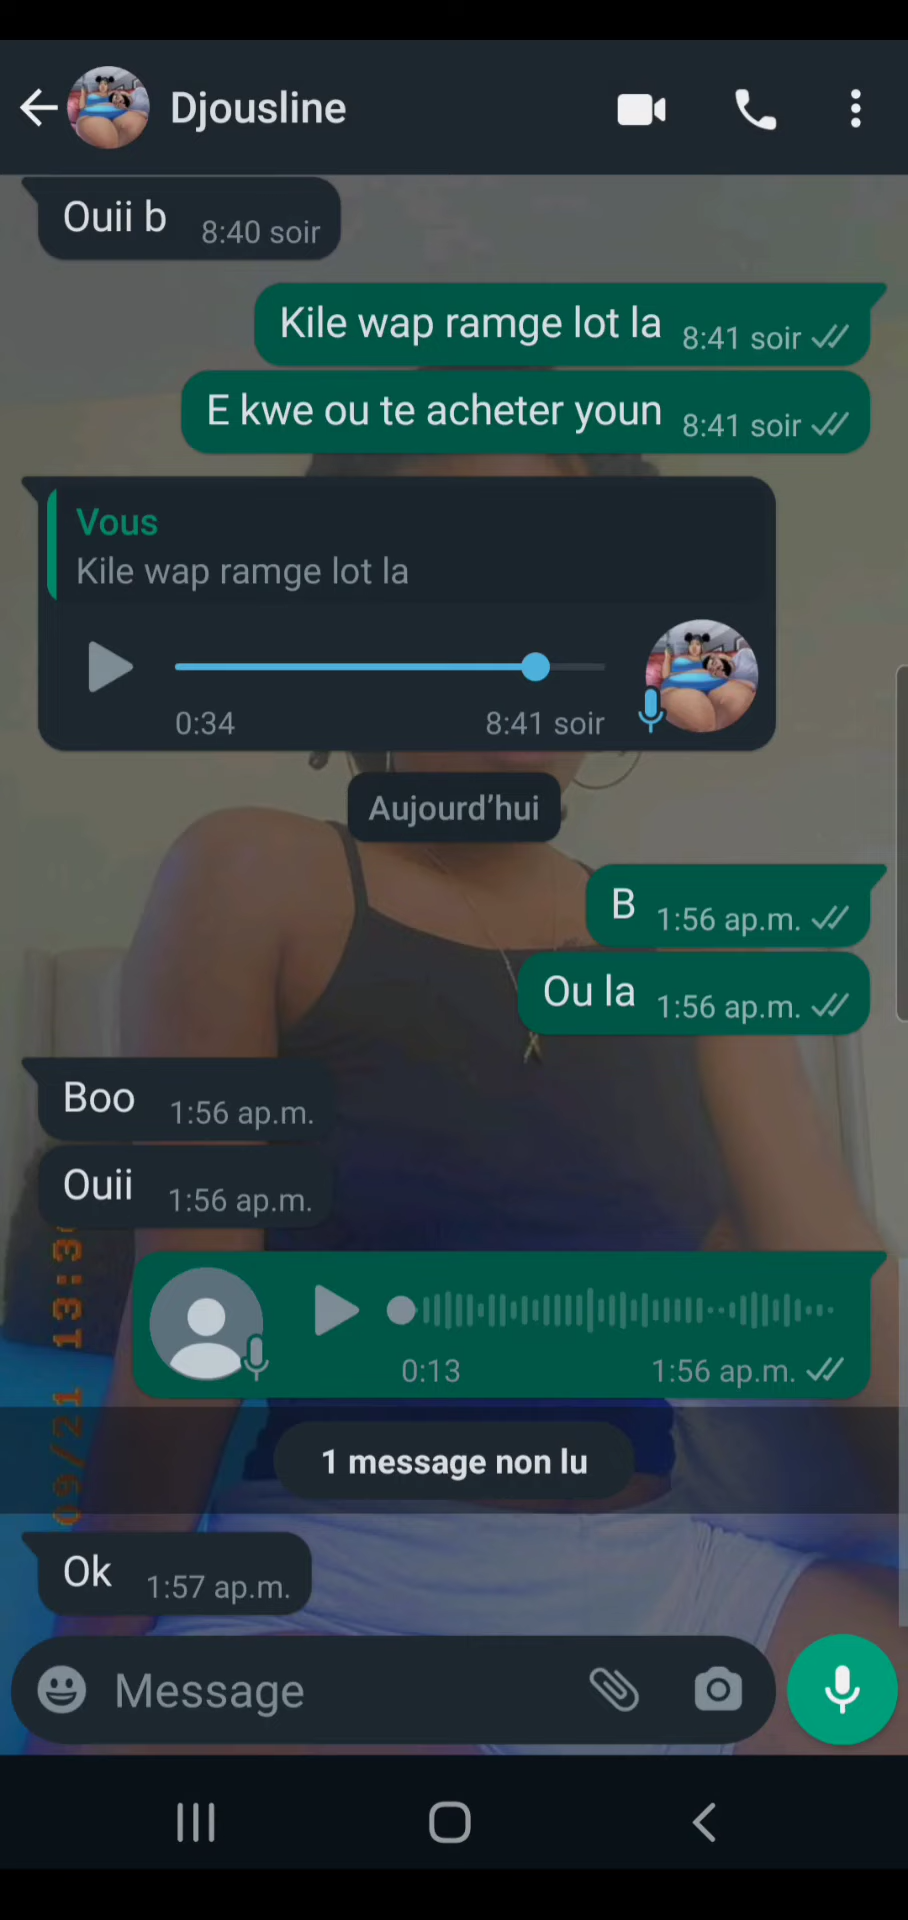 Djousline
Ouii b 8:40 soir
Kile wap ramge lot la 8:41 soir
E kwe ou te acheter youn 8:41 soir
Vous
Kile wap ramge lot la
0:34 8:41 soir
Aujourd’hui
B 1:56 ap.m.
Ou la 1:56 ap.m.
Boo 1:56 ap.m.
Ouii 1:56 ap.m.
0:13 1:56 ap.m.
1 message non lu
Ok 1:57 ap.m.
Message